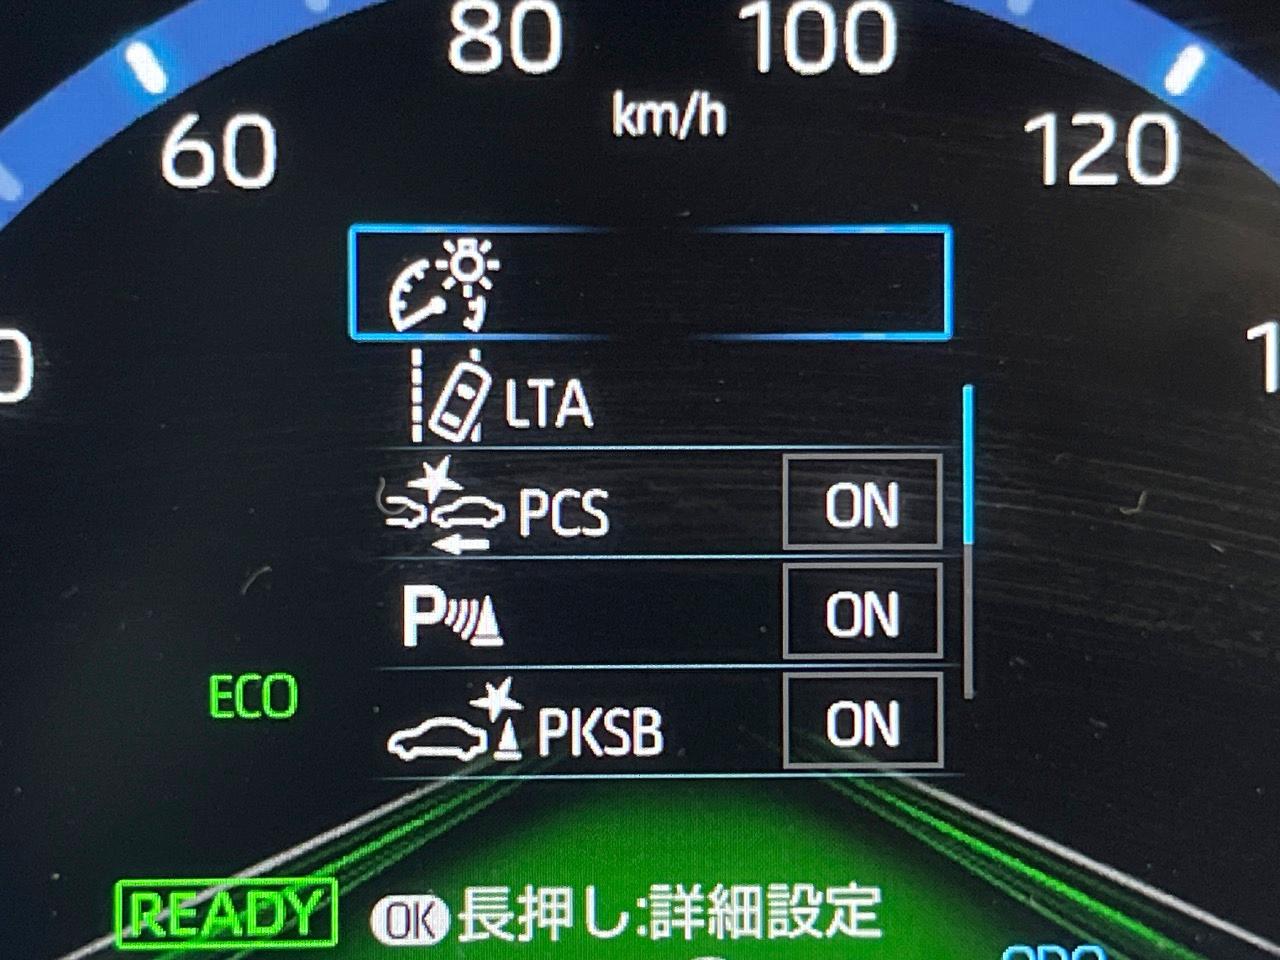 80 100
km/h
60 120
LTA
PCS ON
P ON
ECO
PKSB ON
READY OK 長押し:詳細設定